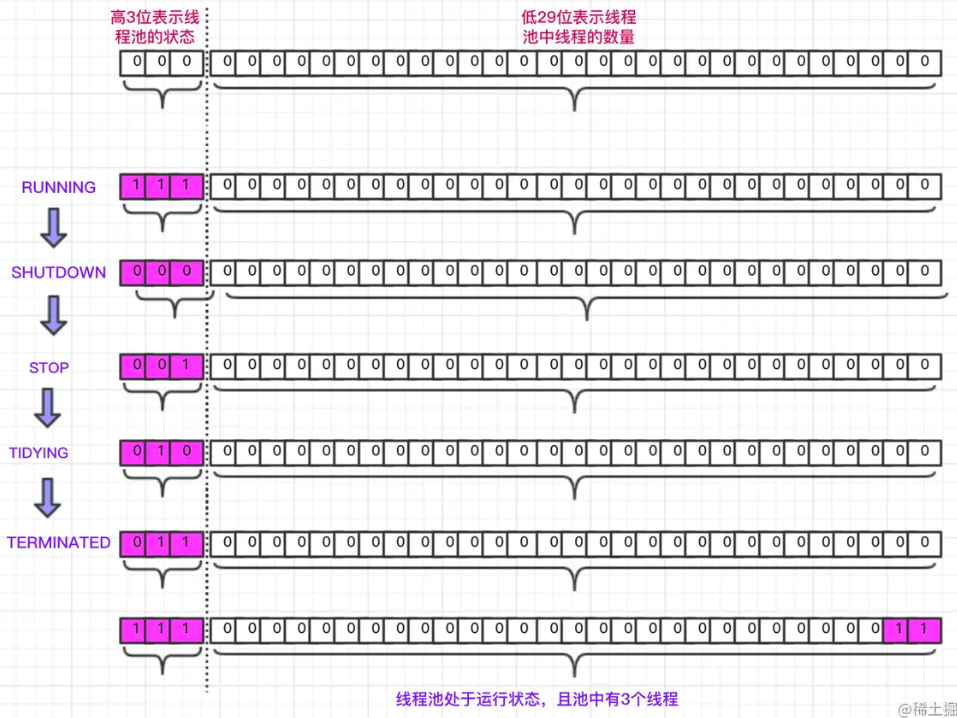 高3位表示线
程池的状态
低29位表示线程
池中线程的数量
0 0 0 0 0 0 0 0 0 0 0 0 0 0 0 0 0 0 0 0 0 0 0 0 0 0 0 0 0 0 0 0
RUNNING 1 1 1 0 0 0 0 0 0 0 0 0 0 0 0 0 0 0 0 0 0 0 0 0 0 0 0 0 0 0 0 0
SHUTDOWN 0 0 0 0 0 0 0 0 0 0 0 0 0 0 0 0 0 0 0 0 0 0 0 0 0 0 0 0 0 0 0 0
STOP 0 0 1 0 0 0 0 0 0 0 0 0 0 0 0 0 0 0 0 0 0 0 0 0 0 0 0 0 0 0 0 0
TIDYING 0 1 0 0 0 0 0 0 0 0 0 0 0 0 0 0 0 0 0 0 0 0 0 0 0 0 0 0 0 0 0 0
TERMINATED 0 1 1 0 0 0 0 0 0 0 0 0 0 0 0 0 0 0 0 0 0 0 0 0 0 0 0 0 0 0 0 0
1 1 1 0 0 0 0 0 0 0 0 0 0 0 0 0 0 0 0 0 0 0 0 0 0 0 0 0 0 0 1 1
线程池处于运行状态，且池中有3个线程
@稀土掘